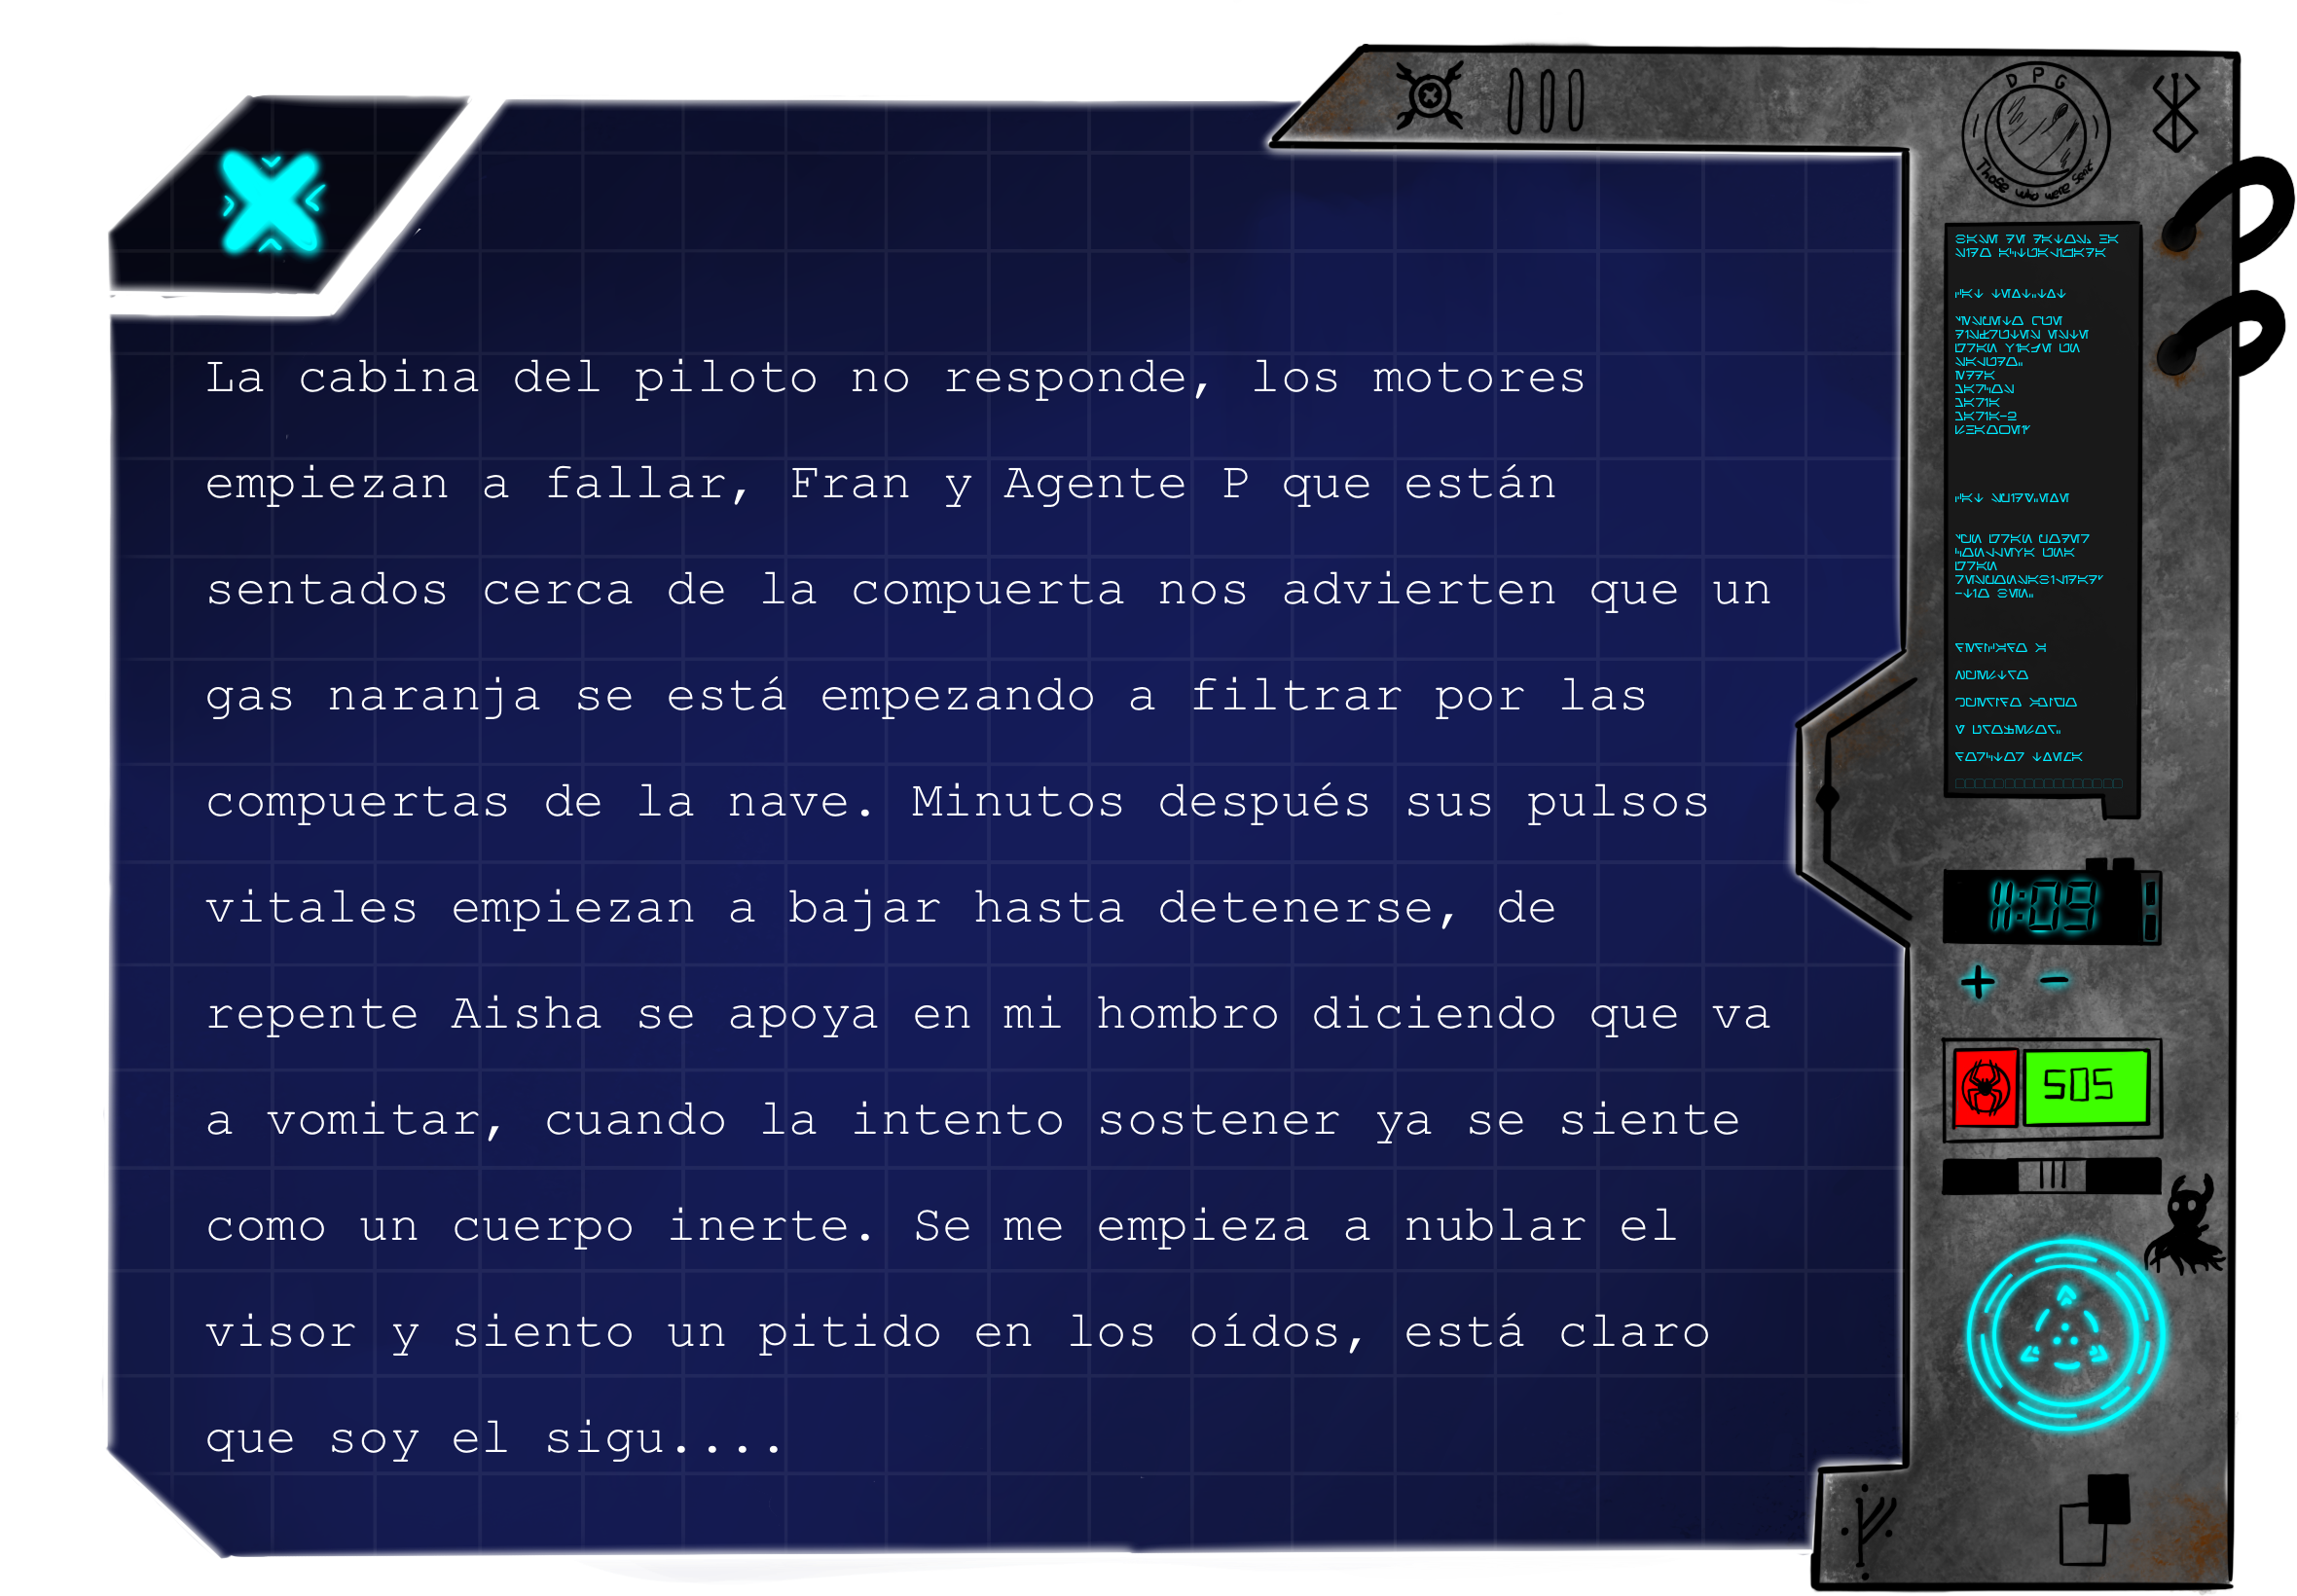 La cabina del piloto no responde, los motores
empiezan a fallar, Fran y Agente P que están
sentados cerca de la compuerta nos advierten que un
gas naranja se está empezando a filtrar por las
compuertas de la nave. Minutos después sus pulsos
vitales empiezan a bajar hasta detenerse, de
repente Aisha se apoya en mi hombro diciendo que va
a vomitar, cuando la intento sostener ya se siente
como un cuerpo inerte. Se me empieza a nublar el
visor y siento un pitido en los oídos, está claro
que soy el sigu....
D P G
Those who were sent
11:09
+ -
SOS